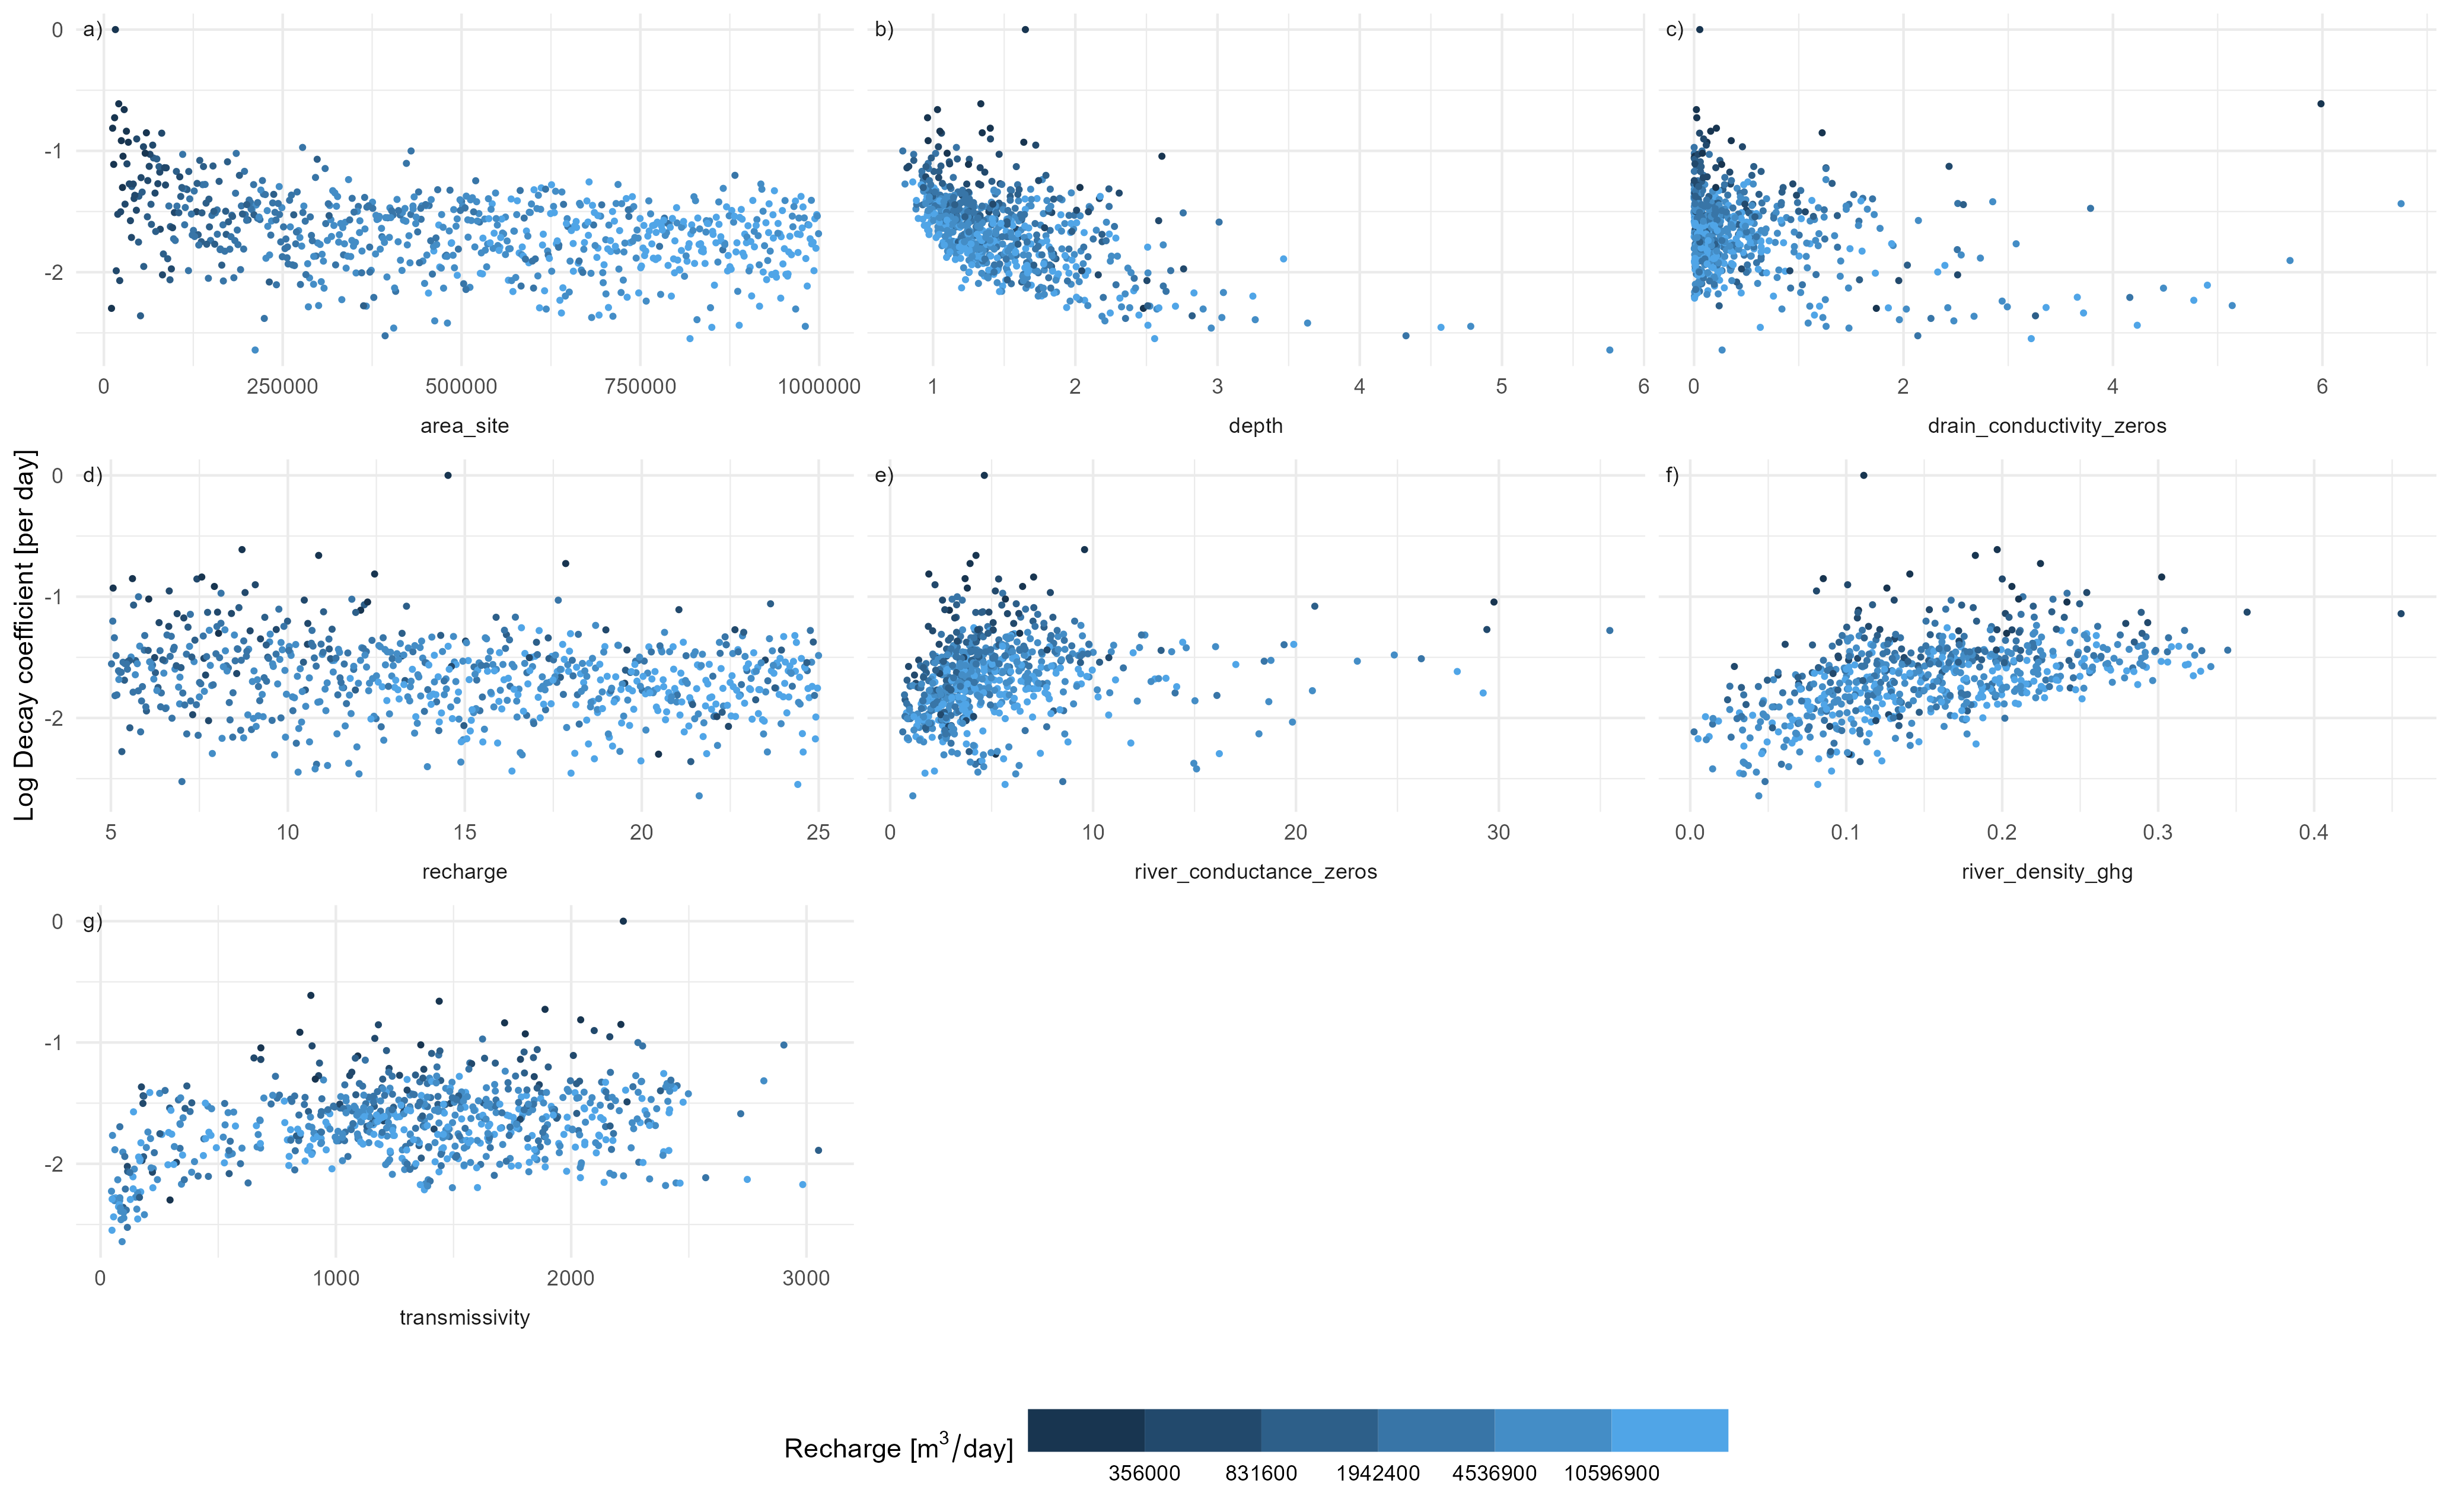 a) b) c)
0
-1
-2
0 250000 500000 750000 1000000 1 2 3 4 5 6 0 2 4 6
area_site depth drain_conductivity_zeros
Log Decay coefficient [per day]
d) e) f)
0
-1
-2
5 10 15 20 25 0 10 20 30 0.0 0.1 0.2 0.3 0.4
recharge river_conductance_zeros river_density_ghg
g)
0
-1
-2
0 1000 2000 3000
transmissivity
Recharge [m³/day]
356000 831600 1942400 4536900 10596900